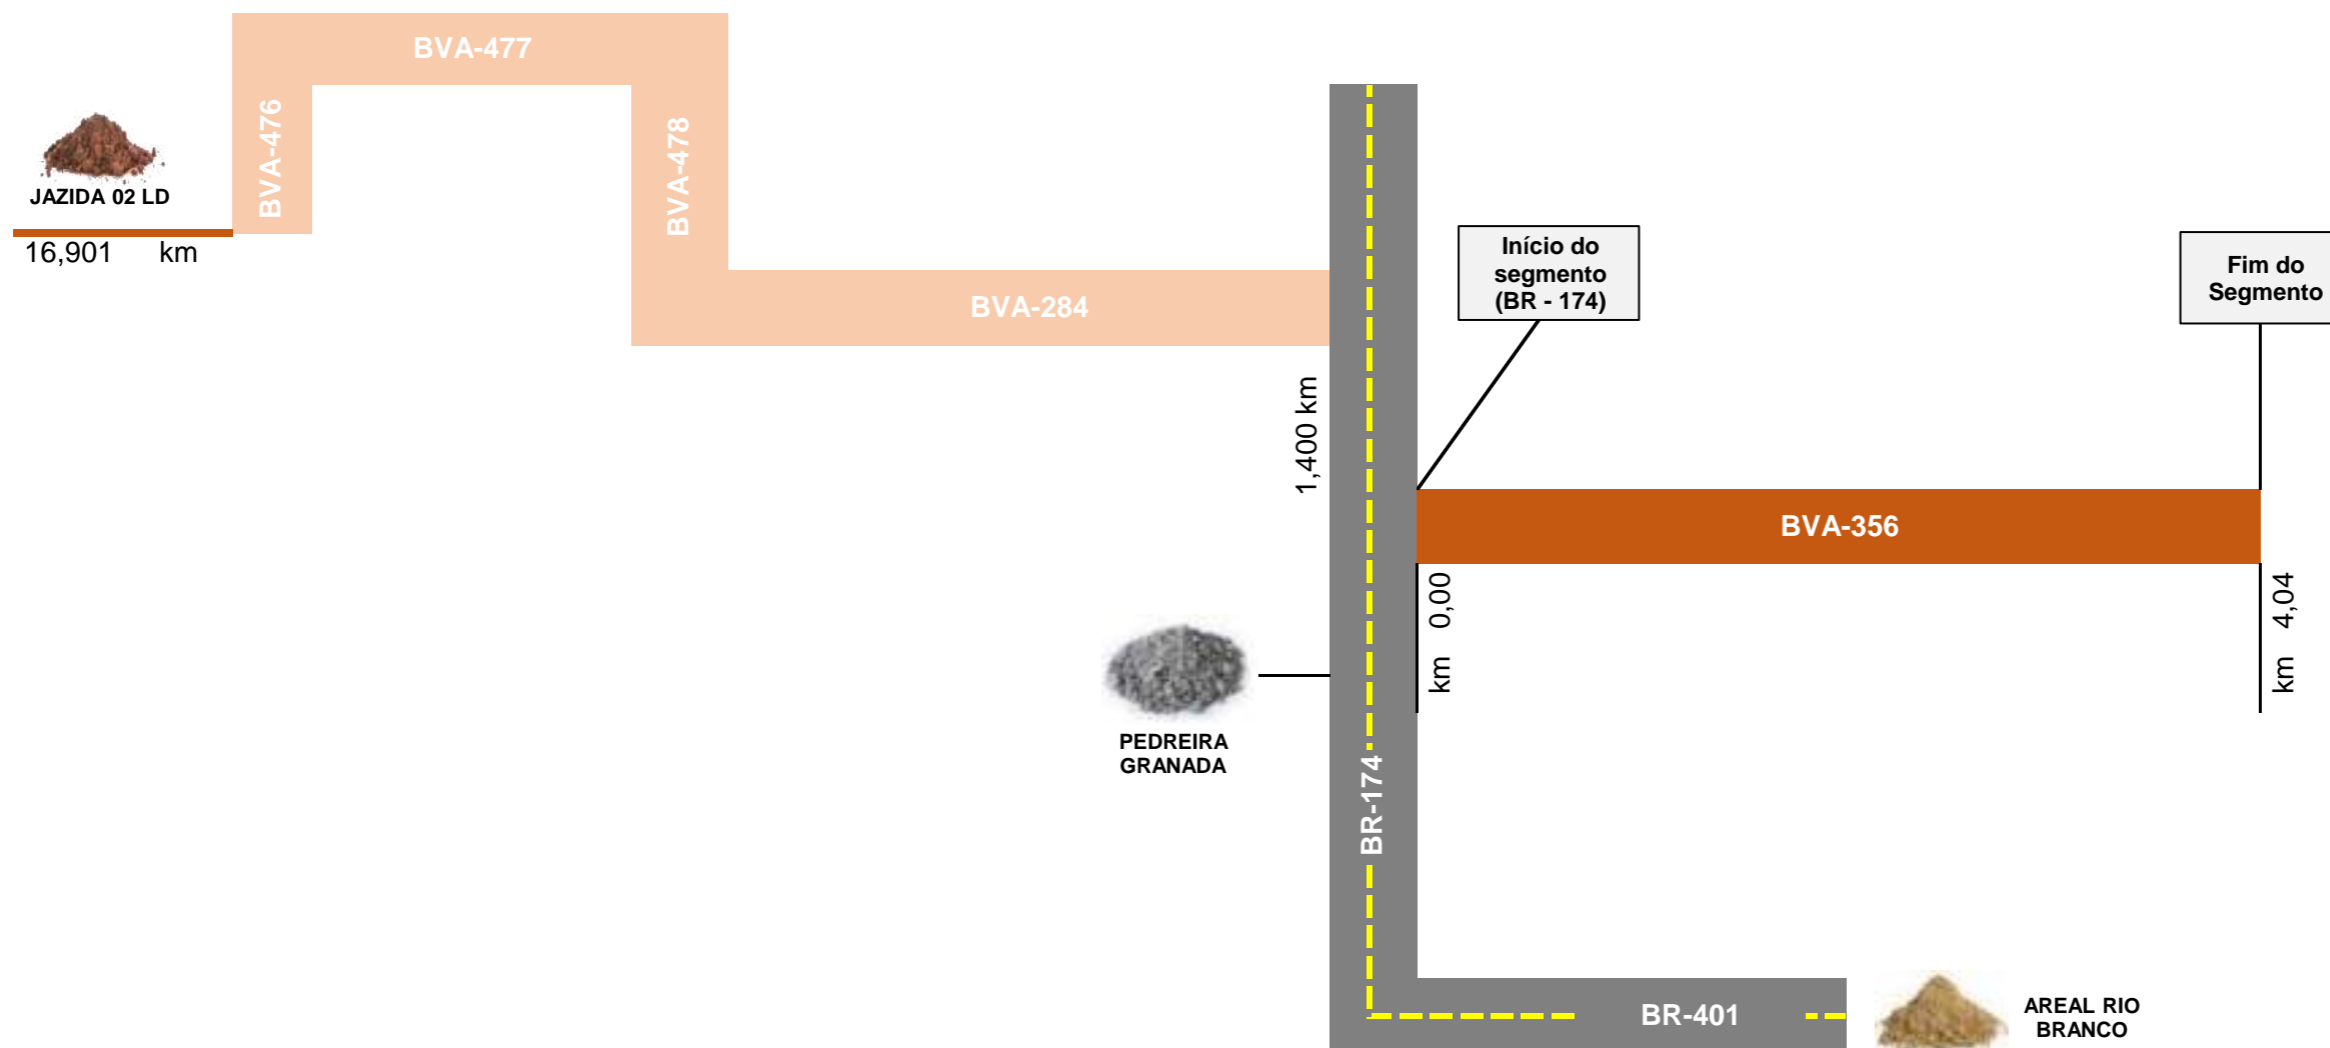 BVA-477
BVA-476
BVA-478
JAZIDA 02 LD
16,901 km
BVA-284
1,400 km
Início do
segmento
(BR - 174)
Fim do
Segmento
BVA-356
km 0,00
km 4,04
PEDREIRA
GRANADA
BR-174
BR-401
AREAL RIO
BRANCO